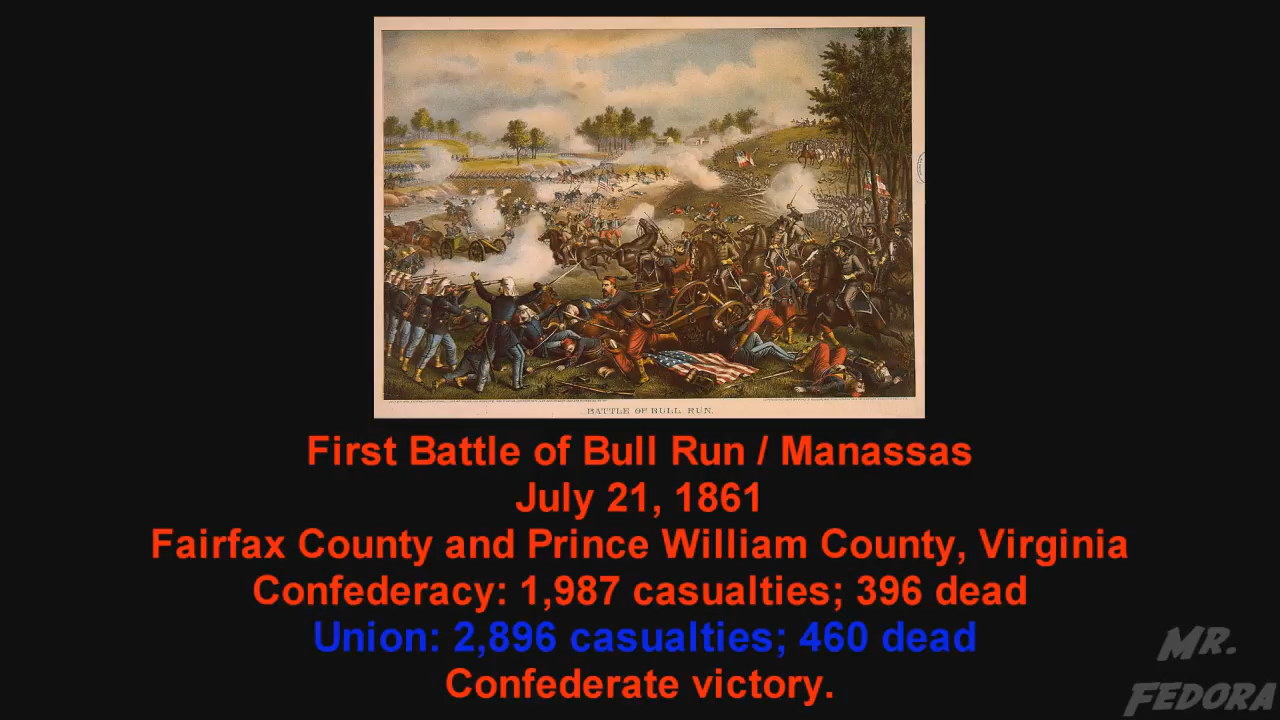 BATTLE OF BULL RUN.
First Battle of Bull Run / Manassas
July 21, 1861
Fairfax County and Prince William County, Virginia
Confederacy: 1,987 casualties; 396 dead
Union: 2,896 casualties; 460 dead
Confederate victory.
MR.
FEDORA